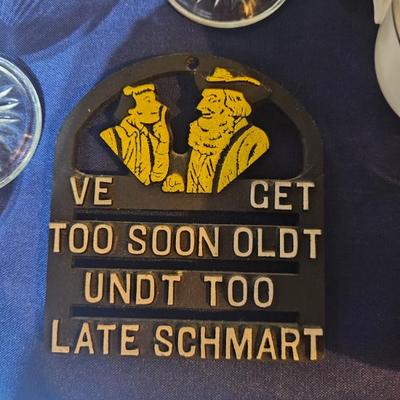 VE GET
TOO SOON OLDT
UNDT TOO
LATE SCHMART